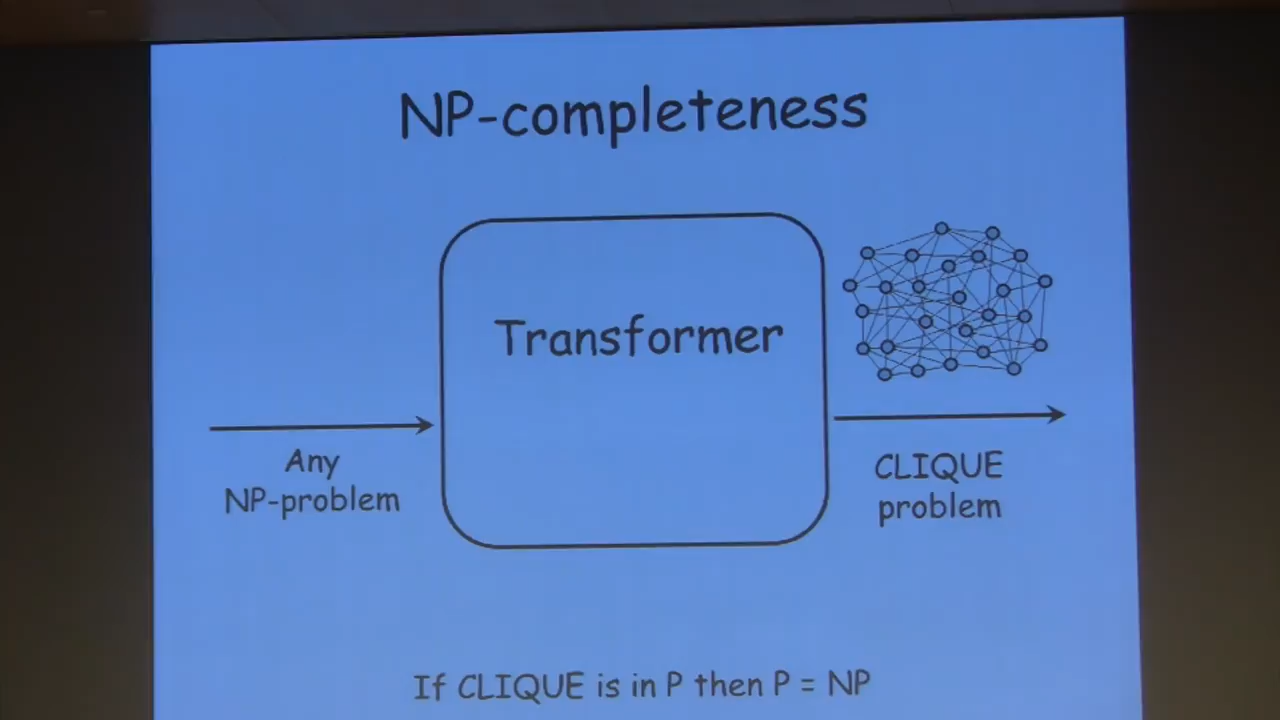 NP-completeness
Transformer
Any
NP-problem
CLIQUE
problem
If CLIQUE is in P then P = NP